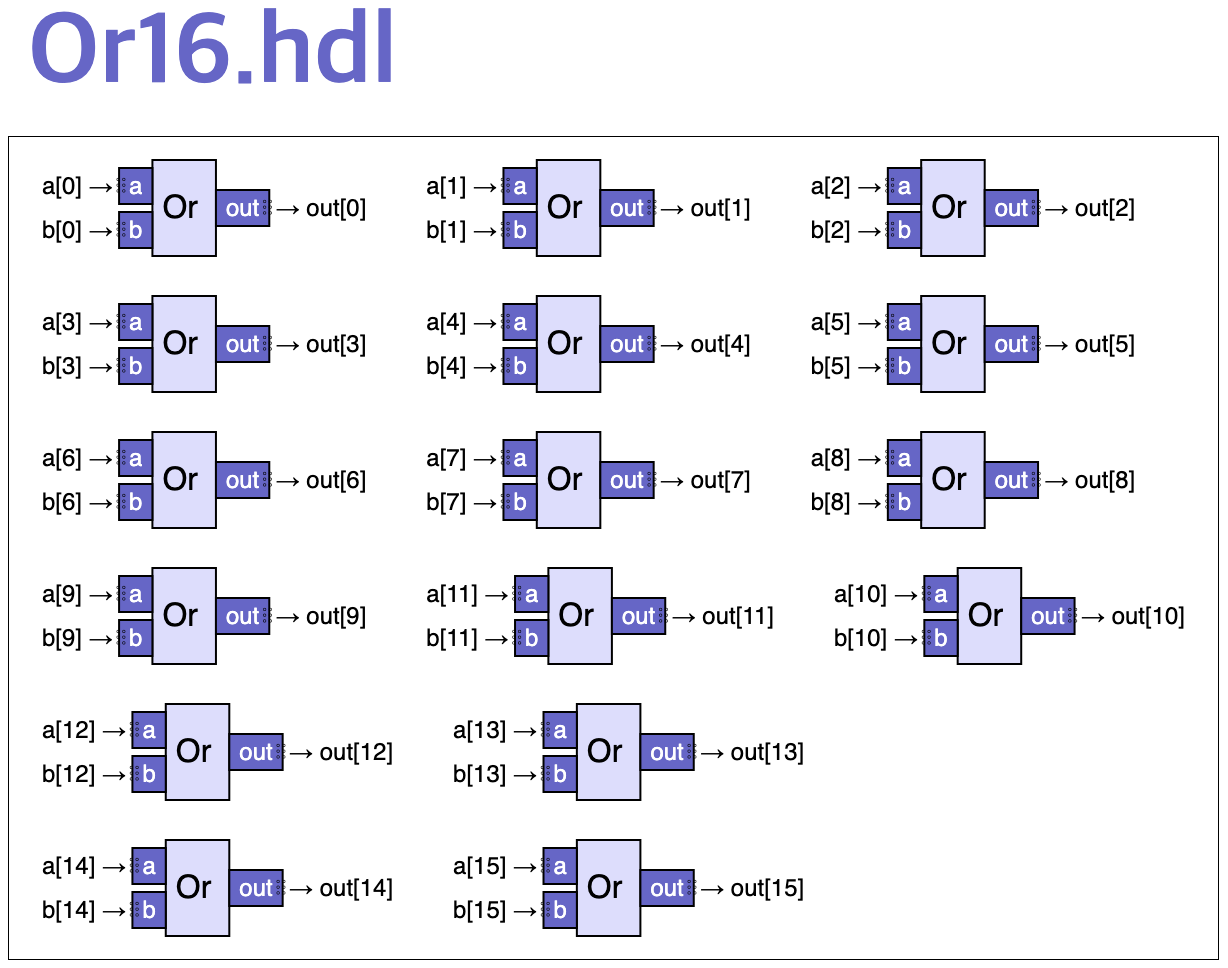 Or16.hdl
a[0] → a Or out → out[0]
b[0] → b
a[1] → a Or out → out[1]
b[1] → b
a[2] → a Or out → out[2]
b[2] → b
a[3] → a Or out → out[3]
b[3] → b
a[4] → a Or out → out[4]
b[4] → b
a[5] → a Or out → out[5]
b[5] → b
a[6] → a Or out → out[6]
b[6] → b
a[7] → a Or out → out[7]
b[7] → b
a[8] → a Or out → out[8]
b[8] → b
a[9] → a Or out → out[9]
b[9] → b
a[11] → a Or out → out[11]
b[11] → b
a[10] → a Or out → out[10]
b[10] → b
a[12] → a Or out → out[12]
b[12] → b
a[13] → a Or out → out[13]
b[13] → b
a[14] → a Or out → out[14]
b[14] → b
a[15] → a Or out → out[15]
b[15] → b